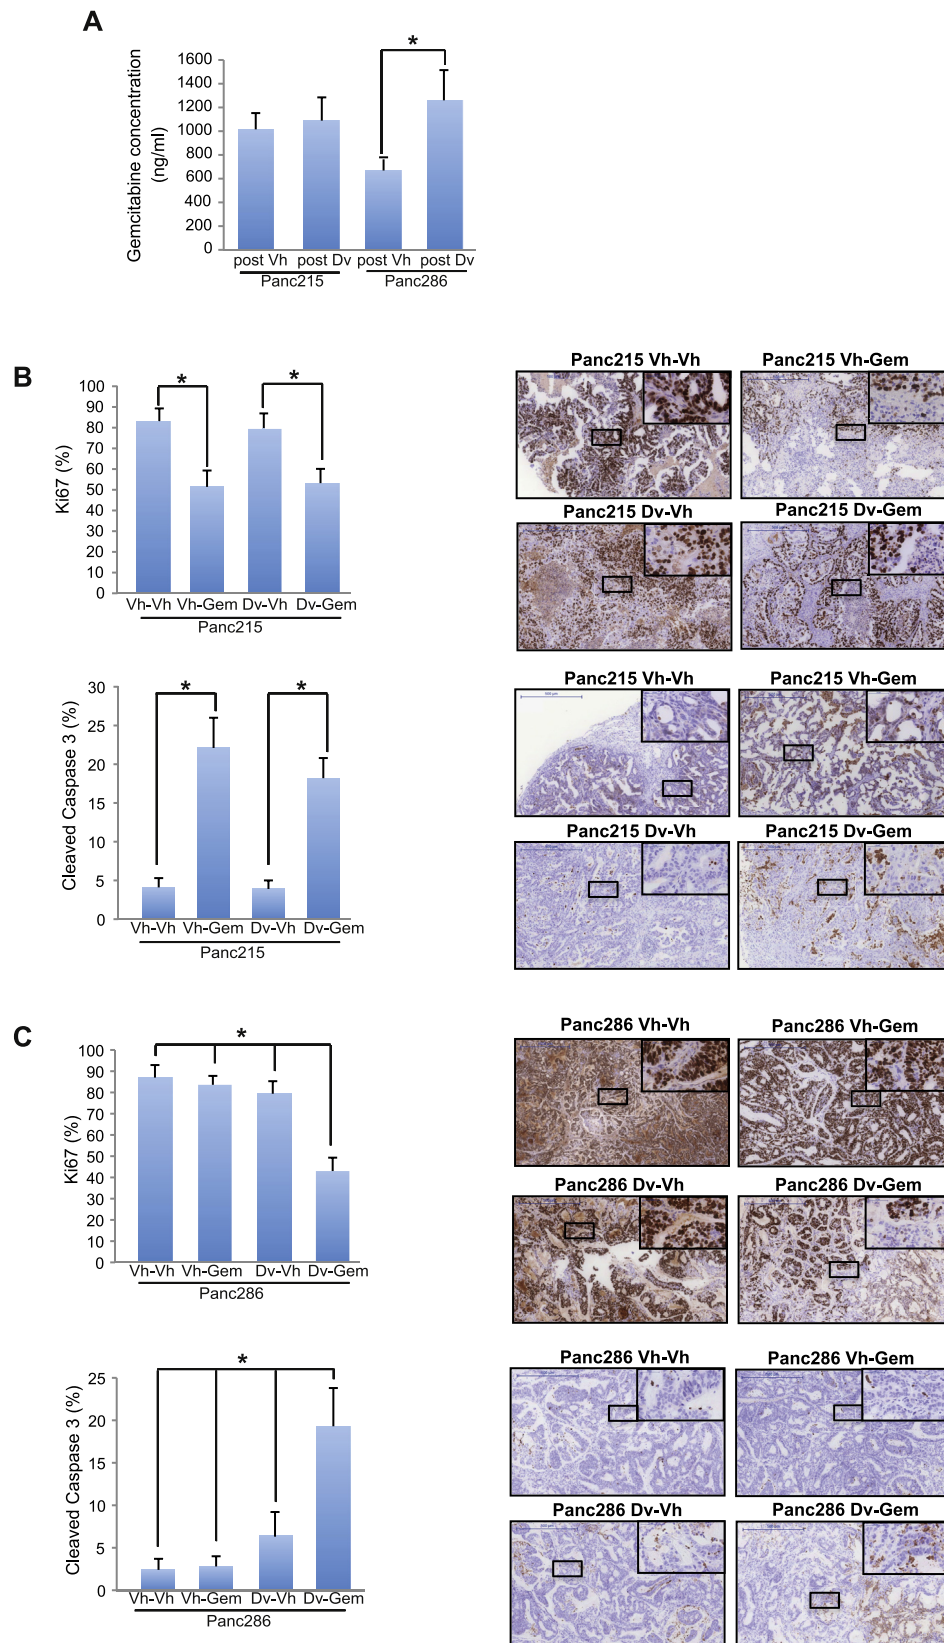 A
Gemcitabine concentration
(ng/ml)
1600
1400
1200
1000
800
600
400
200
0
*
post Vh post Dv post Vh post Dv
Panc215 Panc286
B
Ki67 (%)
100
90
80
70
60
50
40
30
20
10
0
* *
Vh-Vh Vh-Gem Dv-Vh Dv-Gem
Panc215
Panc215 Vh-Vh Panc215 Vh-Gem
Panc215 Dv-Vh Panc215 Dv-Gem
Cleaved Caspase 3 (%)
30
25
20
15
10
5
0
* *
Vh-Vh Vh-Gem Dv-Vh Dv-Gem
Panc215
Panc215 Vh-Vh Panc215 Vh-Gem
Panc215 Dv-Vh Panc215 Dv-Gem
C
Ki67 (%)
100
90
80
70
60
50
40
30
20
10
0
*
Vh-Vh Vh-Gem Dv-Vh Dv-Gem
Panc286
Panc286 Vh-Vh Panc286 Vh-Gem
Panc286 Dv-Vh Panc286 Dv-Gem
Cleaved Caspase 3 (%)
25
20
15
10
5
0
*
Vh-Vh Vh-Gem Dv-Vh Dv-Gem
Panc286
Panc286 Vh-Vh Panc286 Vh-Gem
Panc286 Dv-Vh Panc286 Dv-Gem